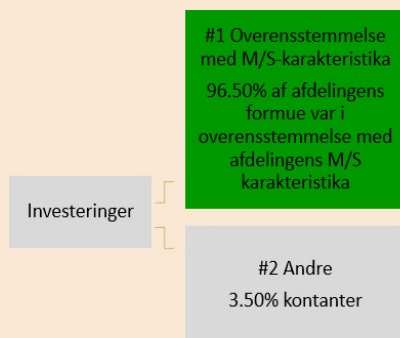 #1 Overensstemmelse
med M/S-karakteristika
96.50% af afdelingens
formue var i
overensstemmelse med
afdelingens M/S
karakteristika
Investeringer
#2 Andre
3.50% kontanter